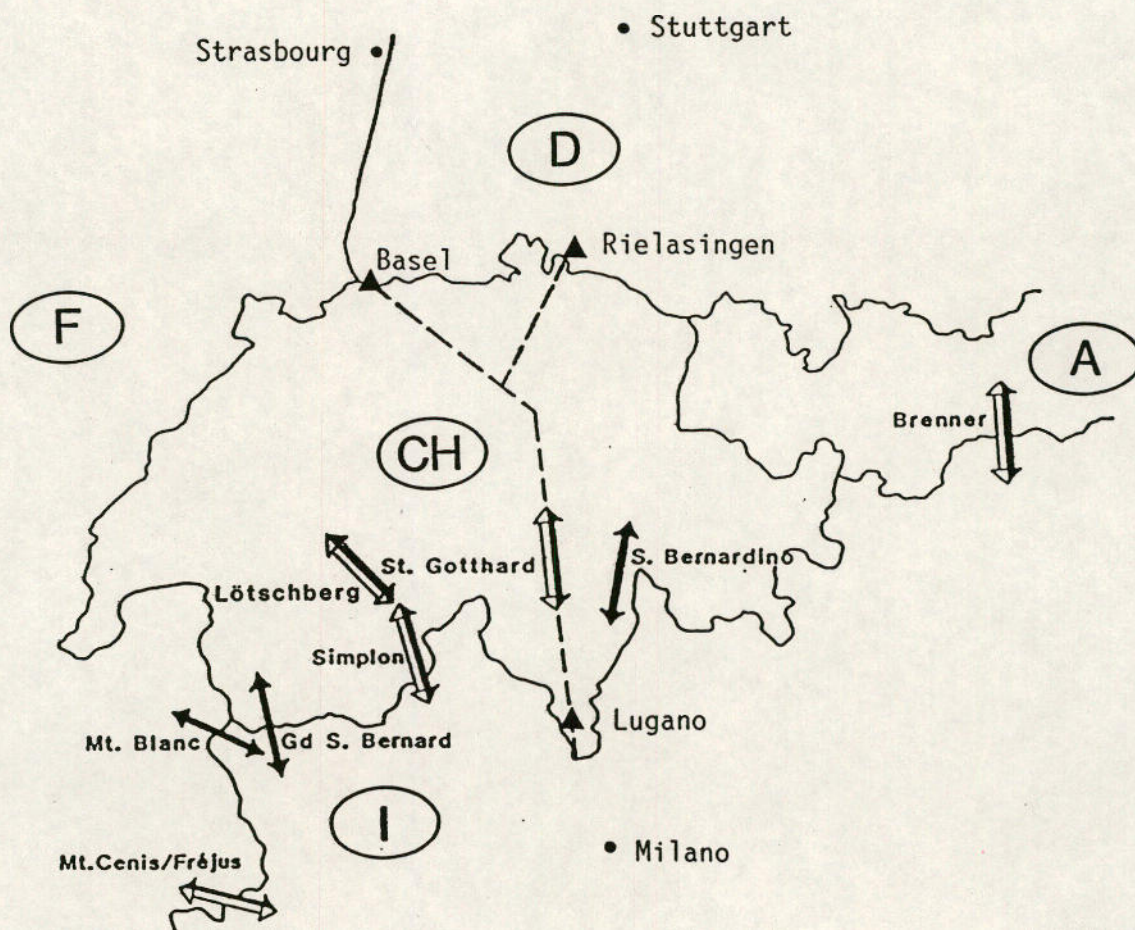 Stuttgart
Strasbourg
D
Rielasingen
Basel
F
A
Brenner
CH
St. Gotthard
S. Bernardino
Lötschberg
Simplon
Lugano
Mt. Blanc
Gd S. Bernard
I
Milano
Mt.Cenis/Fréjus